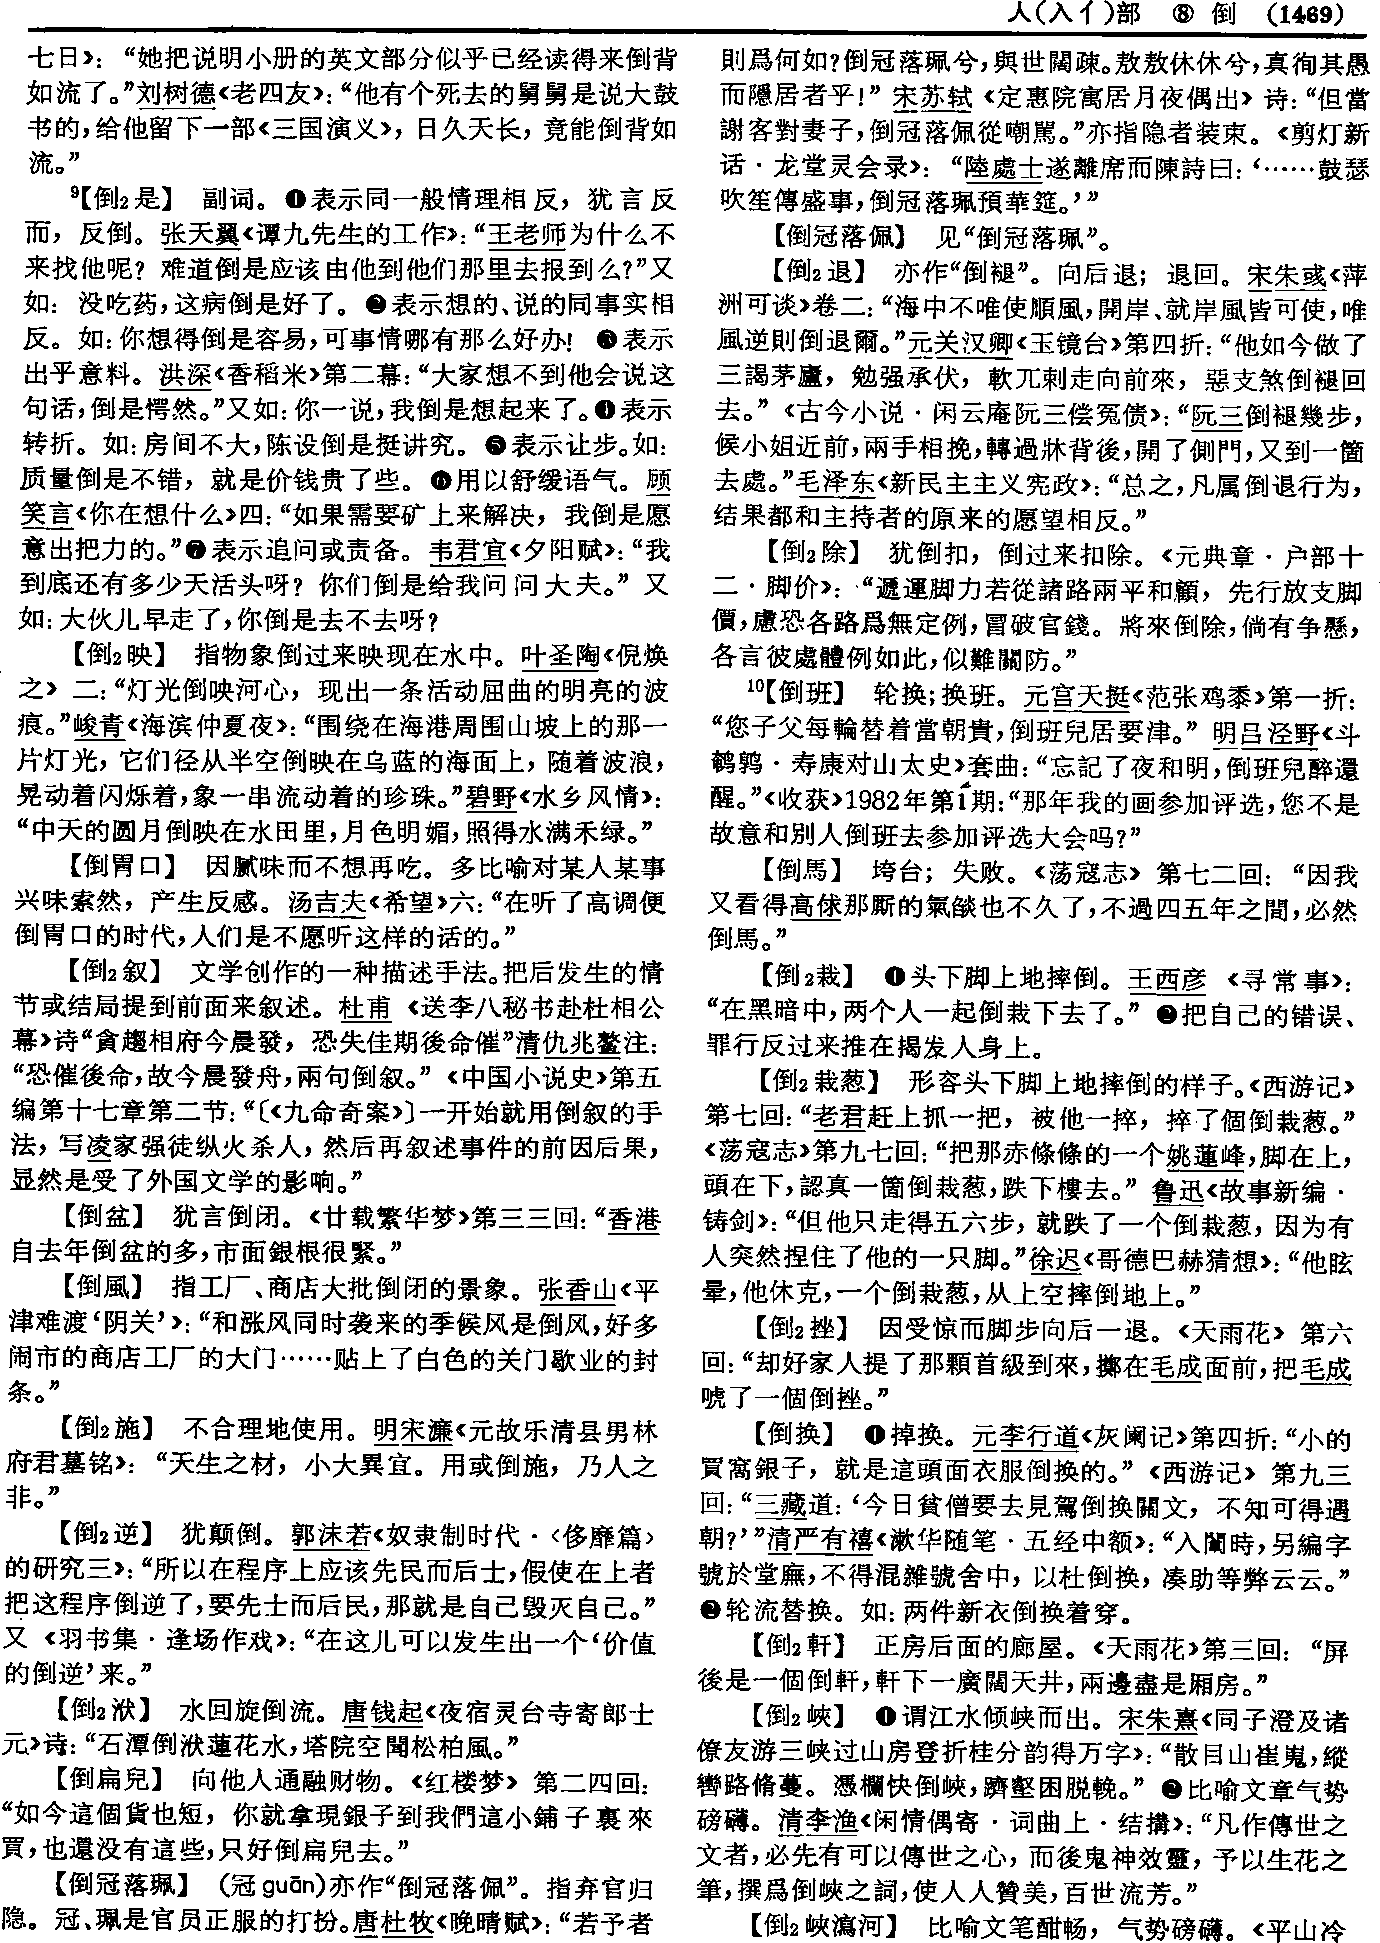 人(入亻)部　⑧　倒　(1469)
七日》：“她把说明小册的英文部分似乎已经读得来倒背
如流了。”刘树德《老四友》：“他有个死去的舅舅是说大鼓
书的，给他留下一部《三国演义》，日久天长，竟能倒背如
流。”
⁹【倒₂是】　副词。❶表示同一般情理相反，犹言反
而，反倒。张天翼《谭九先生的工作》：“王老师为什么不
来找他呢？难道倒是应该由他到他们那里去报到么？”又
如：没吃药，这病倒是好了。❷表示想的、说的同事实相
反。如：你想得倒是容易，可事情哪有那么好办！❸表示
出乎意料。洪深《香稻米》第二幕：“大家想不到他会说这
句话，倒是愕然。”又如：你一说，我倒是想起来了。❹表示
转折。如：房间不大，陈设倒是挺讲究。❺表示让步。如：
质量倒是不错，就是价钱贵了些。❻用以舒缓语气。顾
笑言《你在想什么》四：“如果需要矿上来解决，我倒是愿
意出把力的。”❼表示追问或责备。韦君宜《夕阳赋》：“我
到底还有多少天活头呀？你们倒是给我问问大夫。”又
如：大伙儿早走了，你倒是去不去呀？
【倒₂映】　指物象倒过来映现在水中。叶圣陶《倪焕
之》二：“灯光倒映河心，现出一条活动屈曲的明亮的波
痕。”峻青《海滨仲夏夜》：“围绕在海港周围山坡上的那一
片灯光，它们径从半空倒映在乌蓝的海面上，随着波浪，
晃动着闪烁着，象一串流动着的珍珠。”碧野《水乡风情》：
“中天的圆月倒映在水田里，月色明媚，照得水满禾绿。”
【倒胃口】　因腻味而不想再吃。多比喻对某人某事
兴味索然，产生反感。汤吉夫《希望》六：“在听了高调便
倒胃口的时代，人们是不愿听这样的话的。”
【倒₂叙】　文学创作的一种描述手法。把后发生的情
节或结局提到前面来叙述。杜甫《送李八秘书赴杜相公
幕》诗“貪趨相府今晨發，恐失佳期後命催”清仇兆鳌注：
“恐催後命，故今晨發舟，兩句倒叙。”《中国小说史》第五
编第十七章第二节：“〔《九命奇案》〕一开始就用倒叙的手
法，写凌家强徒纵火杀人，然后再叙述事件的前因后果，
显然是受了外国文学的影响。”
【倒盆】　犹言倒闭。《廿载繁华梦》第三三回：“香港
自去年倒盆的多，市面銀根很緊。”
【倒風】　指工厂、商店大批倒闭的景象。张香山《平
津难渡‘阴关’》：“和涨风同时袭来的季候风是倒风，好多
闹市的商店工厂的大门……贴上了白色的关门歇业的封
条。”
【倒₂施】　不合理地使用。明宋濂《元故乐清县男林
府君墓铭》：“天生之材，小大異宜。用或倒施，乃人之
非。”
【倒₂逆】　犹颠倒。郭沫若《奴隶制时代·〈侈靡篇〉
的研究三》：“所以在程序上应该先民而后士，假使在上者
把这程序倒逆了，要先士而后民，那就是自己毁灭自己。”
又《羽书集·逢场作戏》：“在这儿可以发生出一个‘价值
的倒逆’来。”
【倒₂洑】　水回旋倒流。唐钱起《夜宿灵台寺寄郎士
元》诗：“石潭倒洑蓮花水，塔院空聞松柏風。”
【倒扁兒】　向他人通融财物。《红楼梦》第二四回：
“如今這個貨也短，你就拿現銀子到我們這小鋪子裏來
買，也還没有這些，只好倒扁兒去。”
【倒冠落珮】　(冠 guān)亦作“倒冠落佩”。指弃官归
隐。冠、珮是官员正服的打扮。唐杜牧《晚晴赋》：“若予者
則爲何如？倒冠落珮兮，與世闊疎。敖敖休休兮，真徇其愚
而隱居者乎！”宋苏轼《定惠院寓居月夜偶出》诗：“但當
謝客對妻子，倒冠落佩從嘲罵。”亦指隐者装束。《剪灯新
话·龙堂灵会录》：“陸處士遂離席而陳詩曰：‘……鼓瑟
吹笙傳盛事，倒冠落珮預華筵。’”
【倒冠落佩】　见“倒冠落珮”。
【倒₂退】　亦作“倒褪”。向后退；退回。宋朱彧《萍
洲可谈》卷二：“海中不唯使順風，開岸、就岸風皆可使，唯
風逆則倒退爾。”元关汉卿《玉镜台》第四折：“他如今做了
三謁茅廬，勉强承伏，軟兀剌走向前來，惡支煞倒褪回
去。”《古今小说·闲云庵阮三偿冤债》：“阮三倒褪幾步，
候小姐近前，兩手相挽，轉過牀背後，開了側門，又到一箇
去處。”毛泽东《新民主主义宪政》：“总之，凡属倒退行为，
结果都和主持者的原来的愿望相反。”
【倒₂除】　犹倒扣，倒过来扣除。《元典章·户部十
二·脚价》：“遞運脚力若從諸路兩平和顧，先行放支脚
價，慮恐各路爲無定例，冒破官錢。將來倒除，倘有争懸，
各言彼處體例如此，似難關防。”
¹⁰【倒班】　轮换；换班。元宫天挺《范张鸡黍》第一折：
“您子父每輪替着當朝貴，倒班兒居要津。”明吕泾野《斗
鹌鹑·寿康对山太史》套曲：“忘記了夜和明，倒班兒醉還
醒。”《收获》1982年第1期：“那年我的画参加评选，您不是
故意和别人倒班去参加评选大会吗？”
【倒馬】　垮台；失败。《荡寇志》第七二回：“因我
又看得高俅那厮的氣燄也不久了，不過四五年之間，必然
倒馬。”
【倒₂栽】　❶头下脚上地摔倒。王西彦《寻常事》：
“在黑暗中，两个人一起倒栽下去了。”❷把自己的错误、
罪行反过来推在揭发人身上。
【倒₂栽葱】　形容头下脚上地摔倒的样子。《西游记》
第七回：“老君赶上抓一把，被他一捽，捽了個倒栽葱。”
《荡寇志》第九七回：“把那赤條條的一个姚蓮峰，脚在上，
頭在下，認真一箇倒栽葱，跌下樓去。”鲁迅《故事新编·
铸剑》：“但他只走得五六步，就跌了一个倒栽葱，因为有
人突然捏住了他的一只脚。”徐迟《哥德巴赫猜想》：“他眩
晕，他休克，一个倒栽葱，从上空摔倒地上。”
【倒₂挫】　因受惊而脚步向后一退。《天雨花》第六
回：“却好家人提了那顆首級到來，擲在毛成面前，把毛成
唬了一個倒挫。”
【倒换】　❶掉换。元李行道《灰阑记》第四折：“小的
買窩銀子，就是這頭面衣服倒换的。”《西游记》第九三
回：“三藏道：‘今日貧僧要去見駕倒换關文，不知可得遇
朝？’”清严有禧《漱华随笔·五经中额》：“入闈時，另編字
號於堂廡，不得混雜號舍中，以杜倒换，凑助等弊云云。”
❷轮流替换。如：两件新衣倒换着穿。
【倒₂軒】　正房后面的廊屋。《天雨花》第三回：“屏
後是一個倒軒，軒下一廣闊天井，兩邊盡是厢房。”
【倒₂峽】　❶谓江水倾峡而出。宋朱熹《同子澄及诸
僚友游三峡过山房登折桂分韵得万字》：“散目山崔嵬，縱
轡路脩蔓。憑欄快倒峽，躋壑困脱輓。”❷比喻文章气势
磅礴。清李渔《闲情偶寄·词曲上·结搆》：“凡作傳世之
文者，必先有可以傳世之心，而後鬼神效靈，予以生花之
筆，撰爲倒峽之詞，使人人贊美，百世流芳。”
【倒₂峽瀉河】　比喻文笔酣畅，气势磅礴。《平山冷